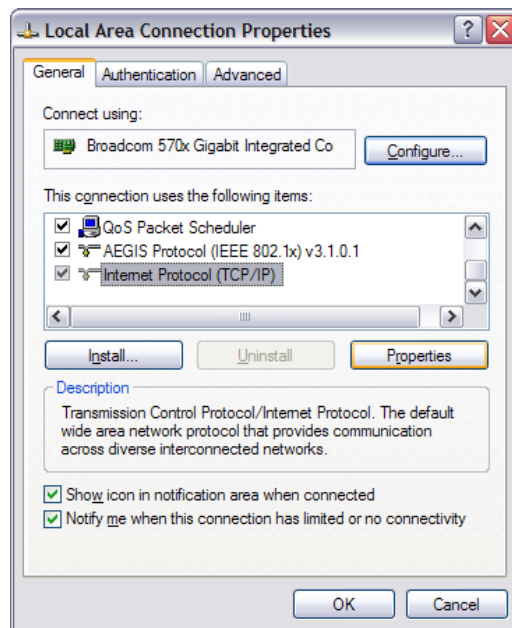 Local Area Connection Properties
General Authentication Advanced
Connect using:
Broadcom 570x Gigabit Integrated Co Configure...
This connection uses the following items:
QoS Packet Scheduler
AEGIS Protocol (IEEE 802.1x) v3.1.0.1
Internet Protocol (TCP/IP)
Install... Uninstall Properties
Description
Transmission Control Protocol/Internet Protocol. The default
wide area network protocol that provides communication
across diverse interconnected networks.
Show icon in notification area when connected
Notify me when this connection has limited or no connectivity
OK Cancel